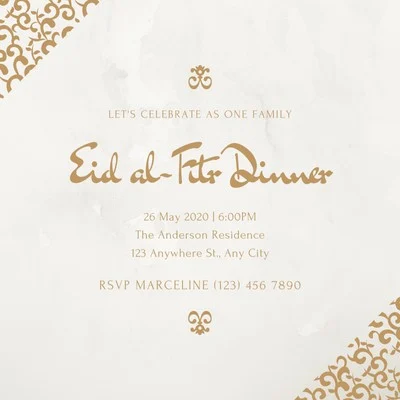 LET'S CELEBRATE AS ONE FAMILY
Eid al-Fitr Dinner
26 May 2020 | 6:00PM
The Anderson Residence
123 Anywhere St., Any City
RSVP MARCELINE (123) 456 7890